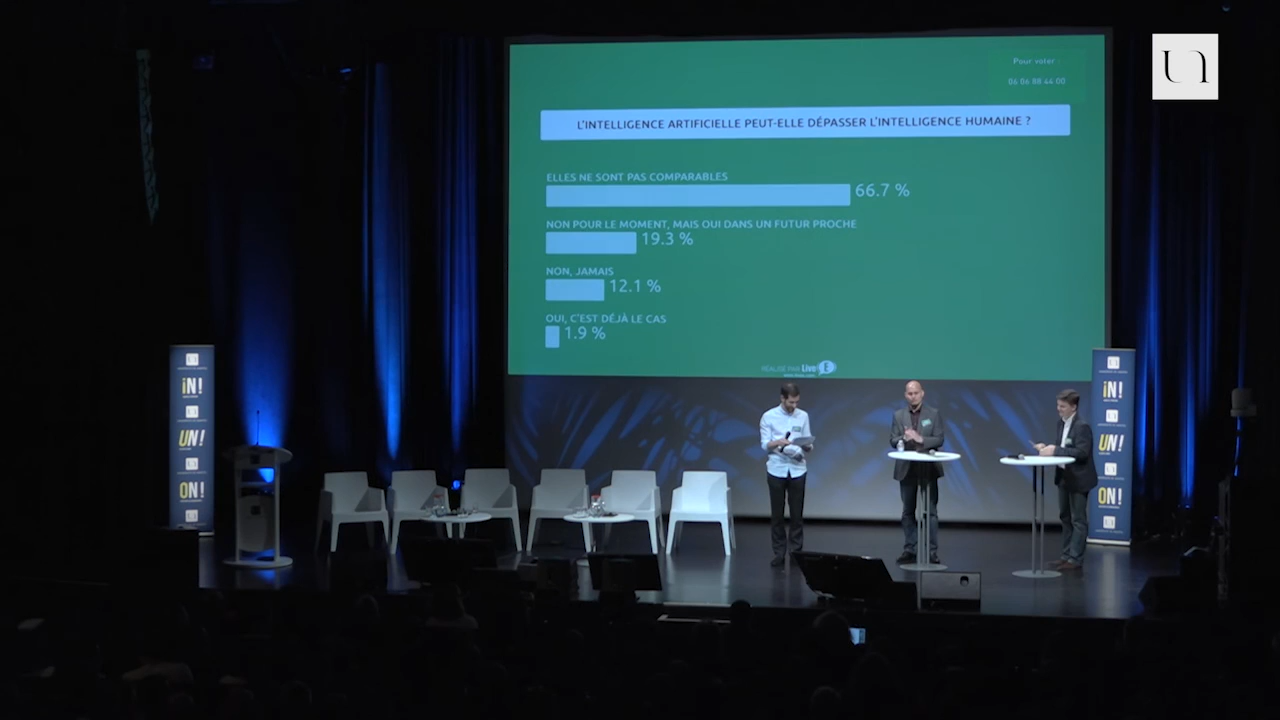 Pour voter :
06 06 88 44 00
L'INTELLIGENCE ARTIFICIELLE PEUT-ELLE DÉPASSER L'INTELLIGENCE HUMAINE ?
ELLES NE SONT PAS COMPARABLES
66.7 %
NON POUR LE MOMENT, MAIS OUI DANS UN FUTUR PROCHE
19.3 %
NON, JAMAIS
12.1 %
OUI, C'EST DÉJÀ LE CAS
1.9 %
RÉALISÉ PAR Live E
iN!
UN!
ON!
iN!
UN!
ON!